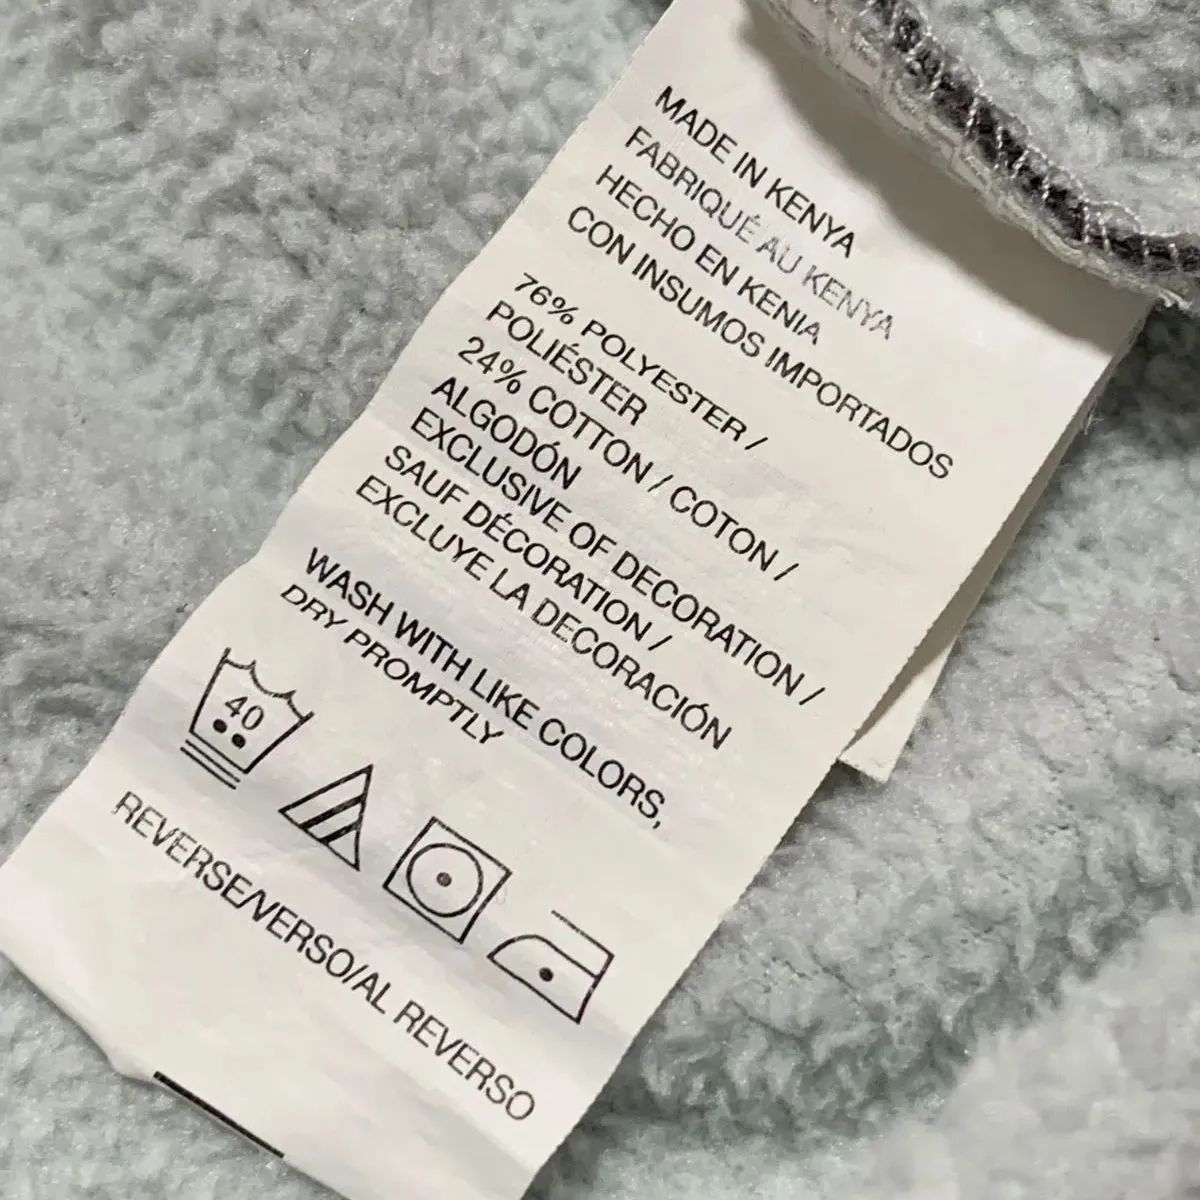 MADE IN KENYA
FABRIQUÉ AU KENYA
HECHO EN KENIA
CON INSUMOS IMPORTADOS
76% POLYESTER /
POLIÉSTER
24% COTTON / COTON /
ALGODÓN
EXCLUSIVE OF DECORATION /
SAUF DÉCORATION /
EXCLUYE LA DECORACIÓN
WASH WITH LIKE COLORS,
DRY PROMPTLY
40
REVERSE/VERSO/AL REVERSO